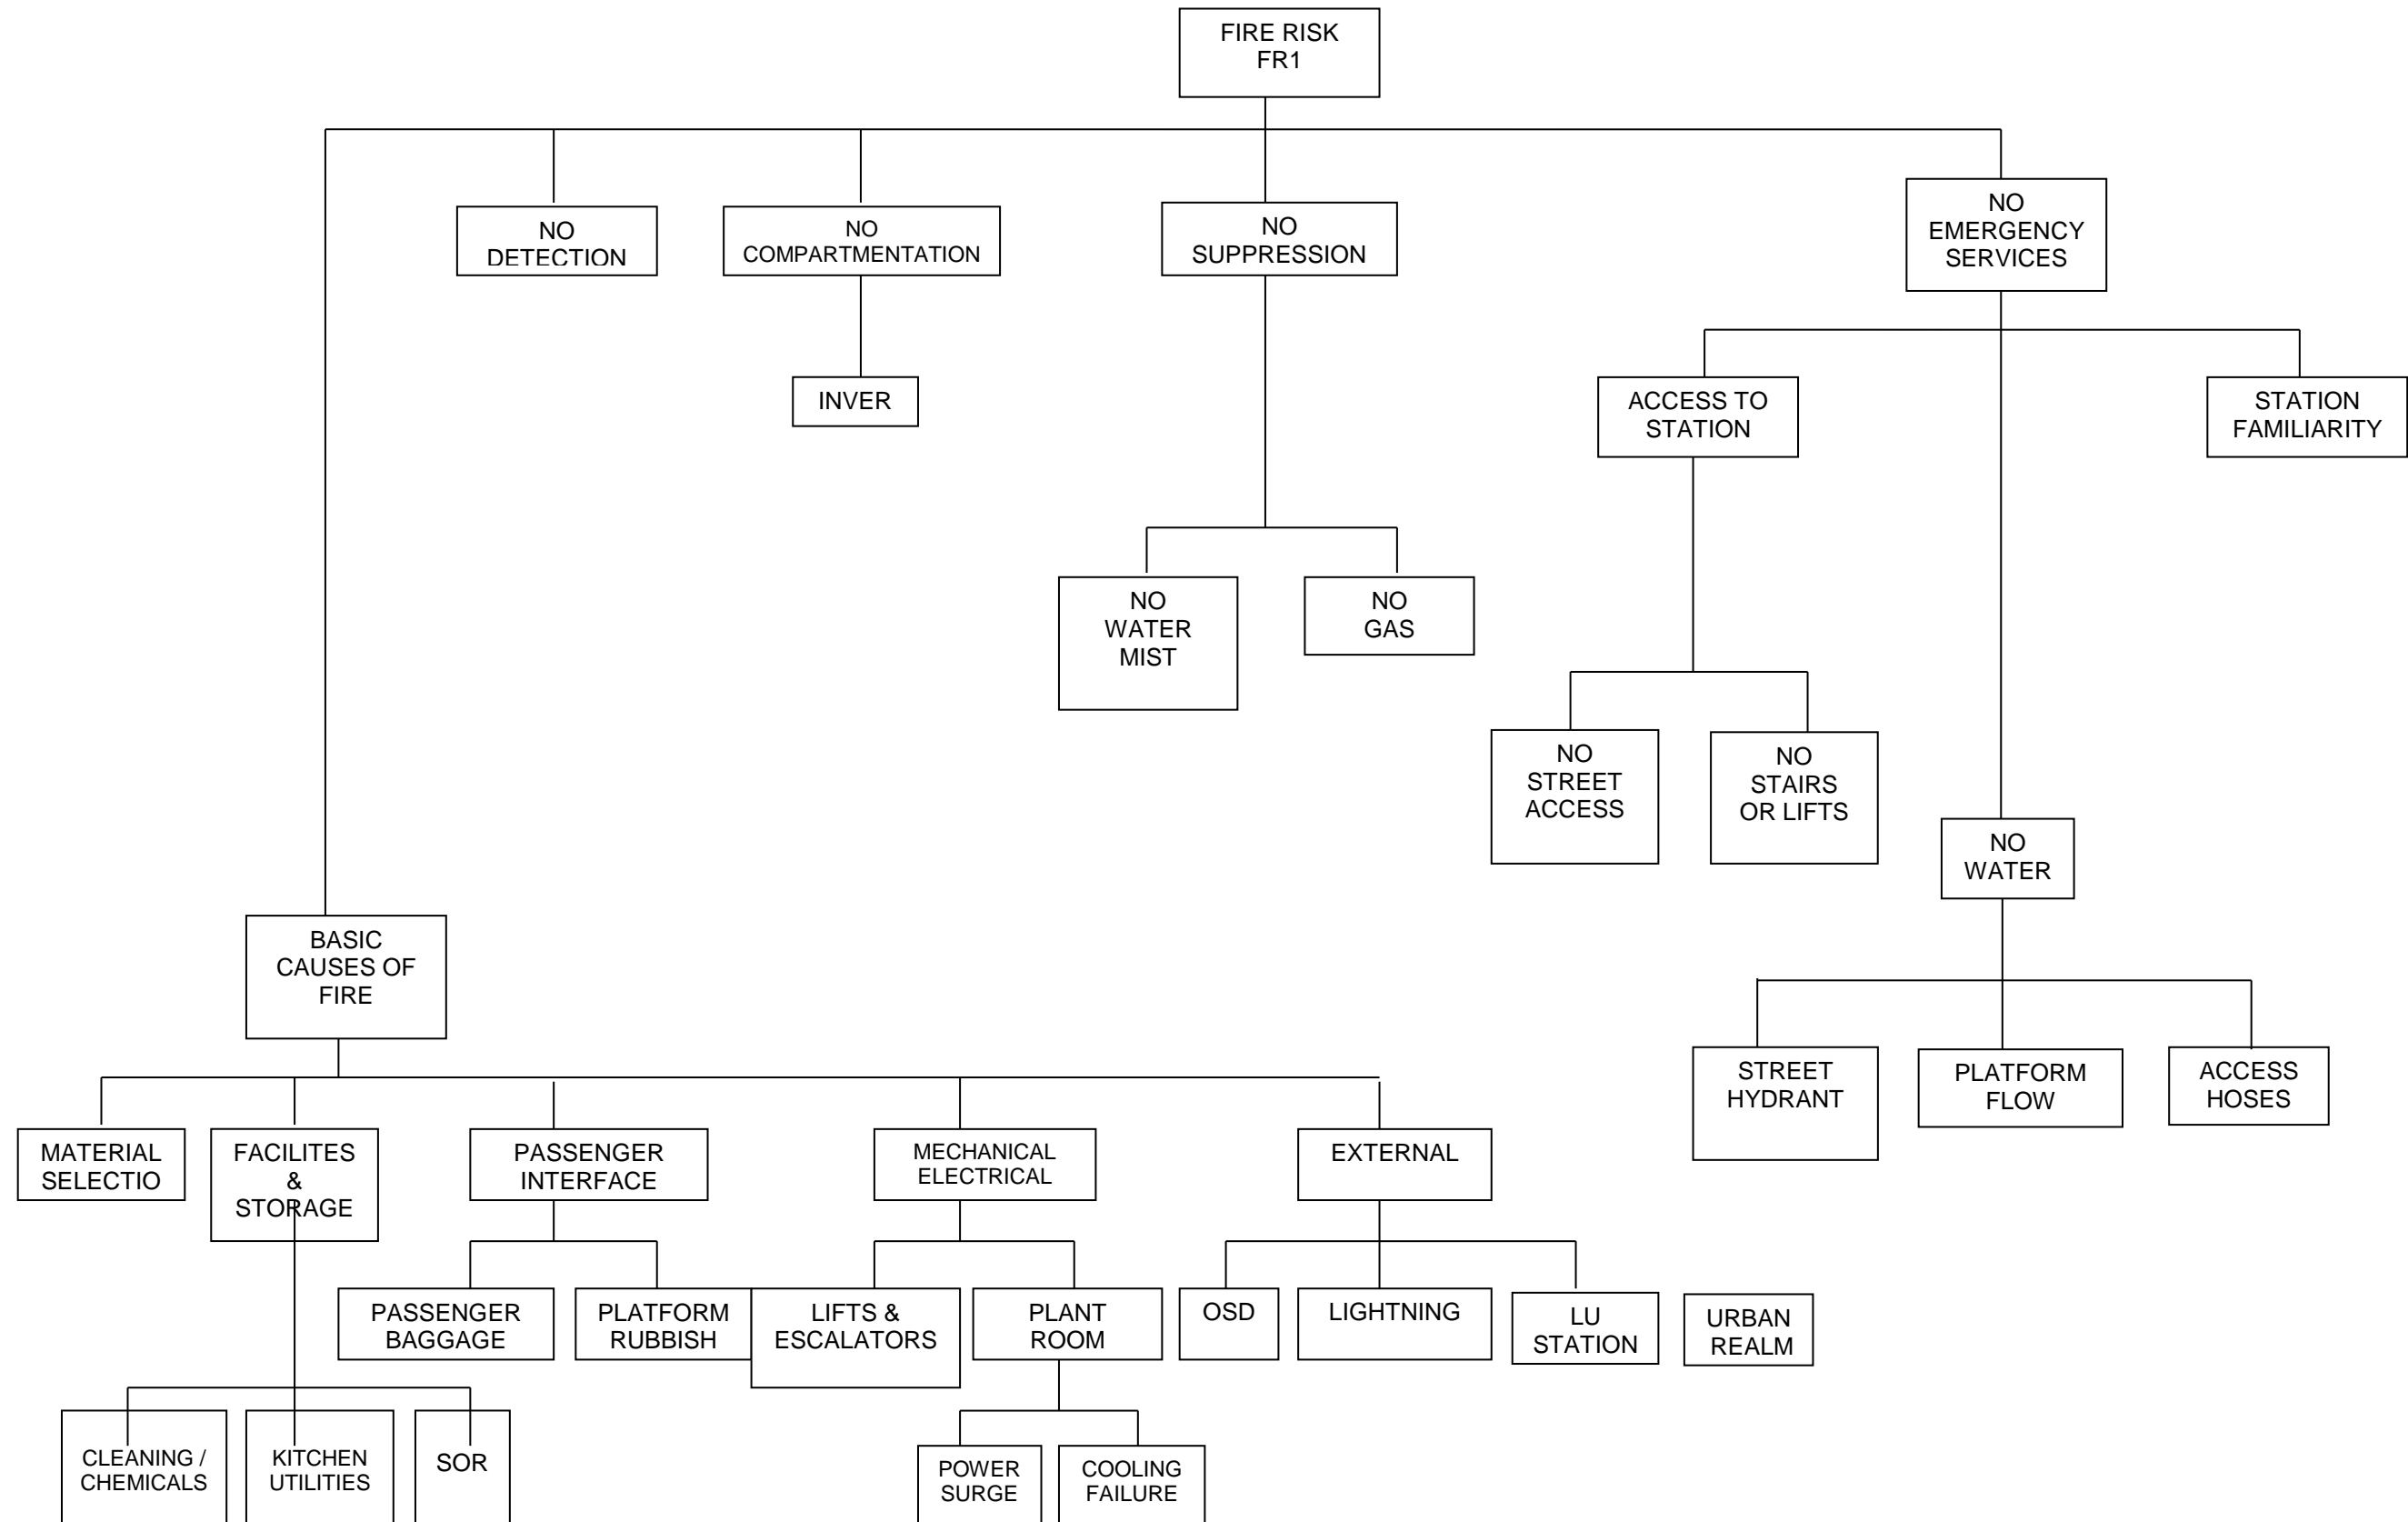 FIRE RISK
FR1
NO
DETECTION
NO
COMPARTMENTATION
NO
SUPPRESSION
NO
EMERGENCY
SERVICES
INVER
ACCESS TO
STATION
STATION
FAMILIARITY
NO
WATER
MIST
NO
GAS
NO
STREET
ACCESS
NO
STAIRS
OR LIFTS
NO
WATER
BASIC
CAUSES OF
FIRE
STREET
HYDRANT
PLATFORM
FLOW
ACCESS
HOSES
MATERIAL
SELECTIO
FACILITES
&
STORAGE
PASSENGER
INTERFACE
MECHANICAL
ELECTRICAL
EXTERNAL
PASSENGER
BAGGAGE
PLATFORM
RUBBISH
LIFTS &
ESCALATORS
PLANT
ROOM
OSD
LIGHTNING
LU
STATION
URBAN
REALM
CLEANING /
CHEMICALS
KITCHEN
UTILITIES
SOR
POWER
SURGE
COOLING
FAILURE